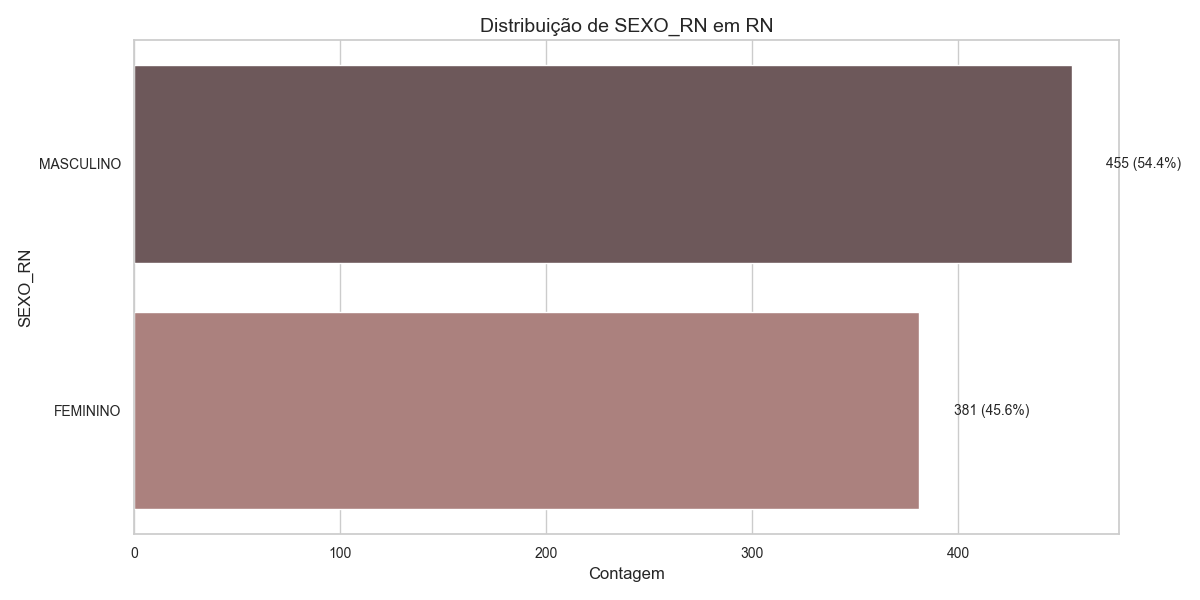 Distribuição de SEXO_RN em RN
MASCULINO
455 (54.4%)
SEXO_RN
FEMININO
381 (45.6%)
0
100
200
300
400
Contagem